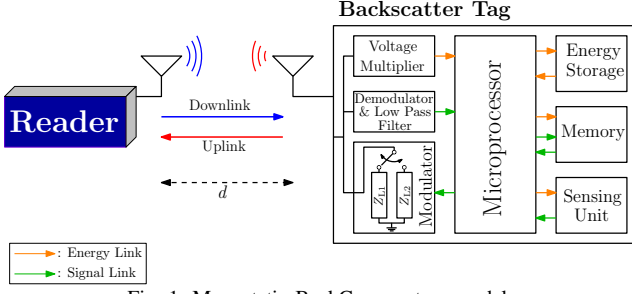 Backscatter Tag
Reader
Downlink
Uplink
d
Voltage
Multiplier
Demodulator
& Low Pass
Filter
Z_L1
Z_L2
Modulator
Microprocessor
Energy
Storage
Memory
Sensing
Unit
: Energy Link
: Signal Link